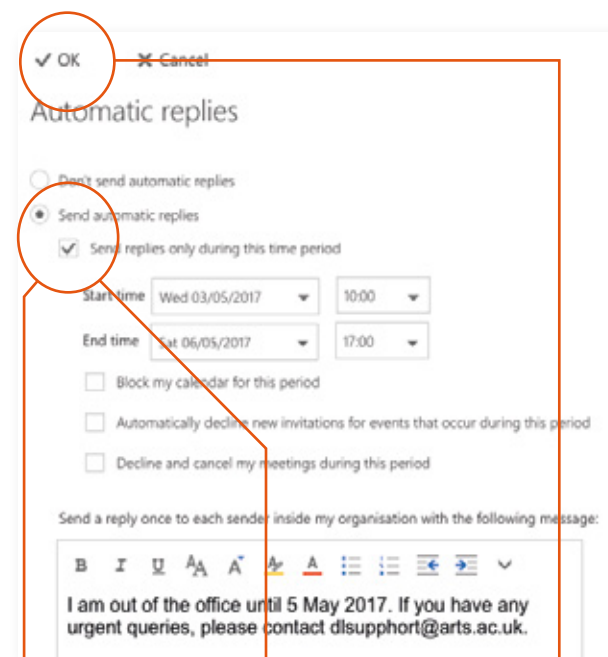 OK Cancel
Automatic replies
Don't send automatic replies
Send automatic replies
Send replies only during this time period
Start time Wed 03/05/2017 10:00
End time Sat 06/05/2017 17:00
Block my calendar for this period
Automatically decline new invitations for events that occur during this period
Decline and cancel my meetings during this period
Send a reply once to each sender inside my organisation with the following message:
B I U AA A A A
I am out of the office until 5 May 2017. If you have any
urgent queries, please contact dlsupphort@arts.ac.uk.